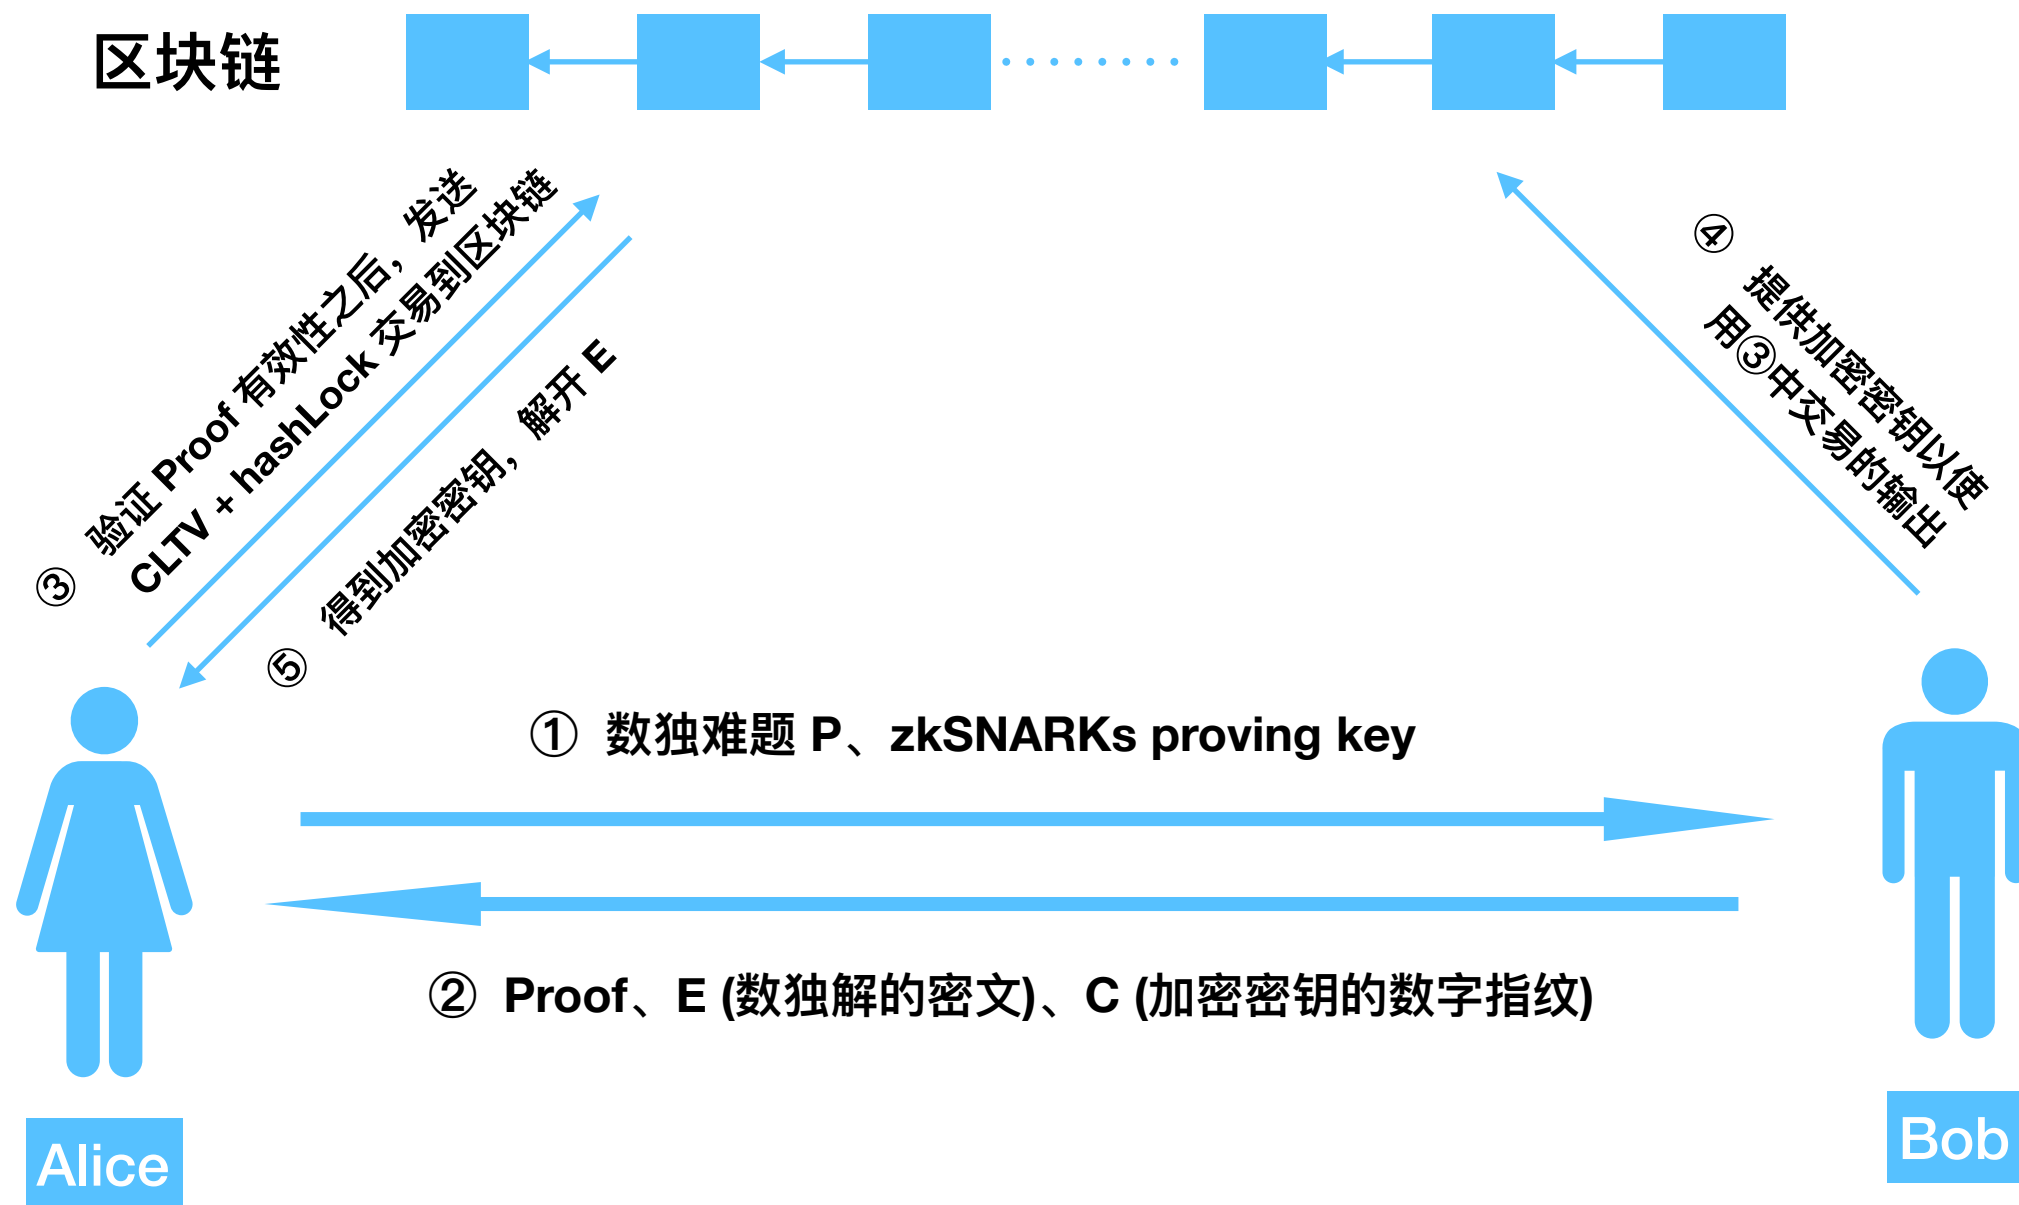 区块链
③ 验证 Proof 有效性之后，发送
CLTV + hashLock 交易到区块链
④ 提供加密密钥以使
用③中交易的输出
⑤ 得到加密密钥，解开 E
① 数独难题 P、zkSNARKs proving key
② Proof、E (数独解的密文)、C (加密密钥的数字指纹)
Alice
Bob